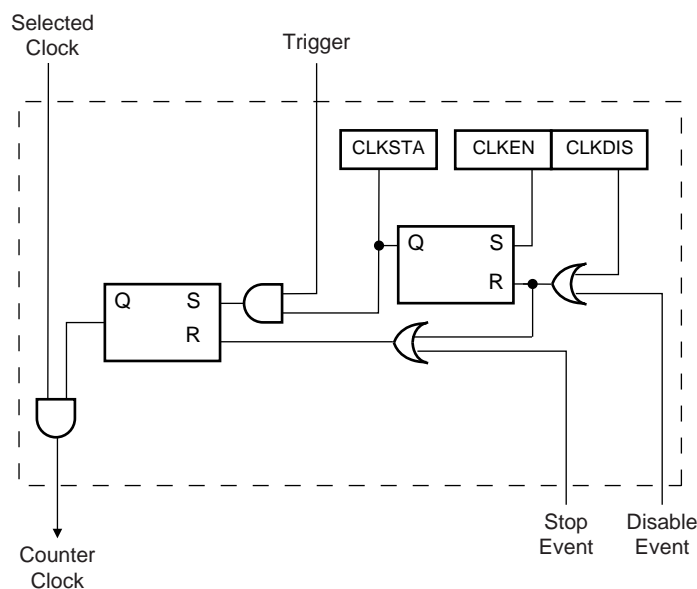 Selected
Clock
Trigger
CLKSTA
CLKEN
CLKDIS
Q
S
R
Q
S
R
Stop
Event
Disable
Event
Counter
Clock